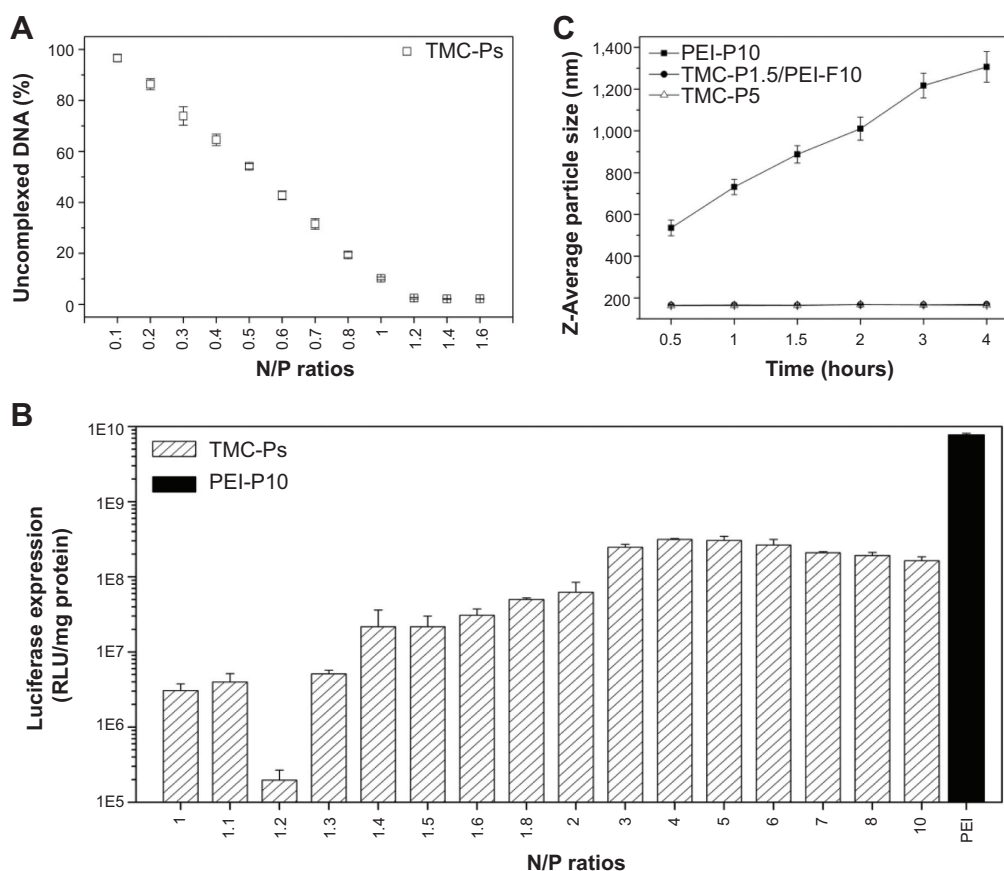 A
TMC-Ps
Uncomplexed DNA (%)
100
80
60
40
20
0
0.1 0.2 0.3 0.4 0.5 0.6 0.7 0.8 1 1.2 1.4 1.6
N/P ratios
C
PEI-P10
TMC-P1.5/PEI-F10
TMC-P5
Z-Average particle size (nm)
1,400
1,200
1,000
800
600
400
200
0.5 1 1.5 2 3 4
Time (hours)
B
TMC-Ps
PEI-P10
Luciferase expression
(RLU/mg protein)
1E10
1E9
1E8
1E7
1E6
1E5
1 1.1 1.2 1.3 1.4 1.5 1.6 1.8 2 3 4 5 6 7 8 10 PEI
N/P ratios